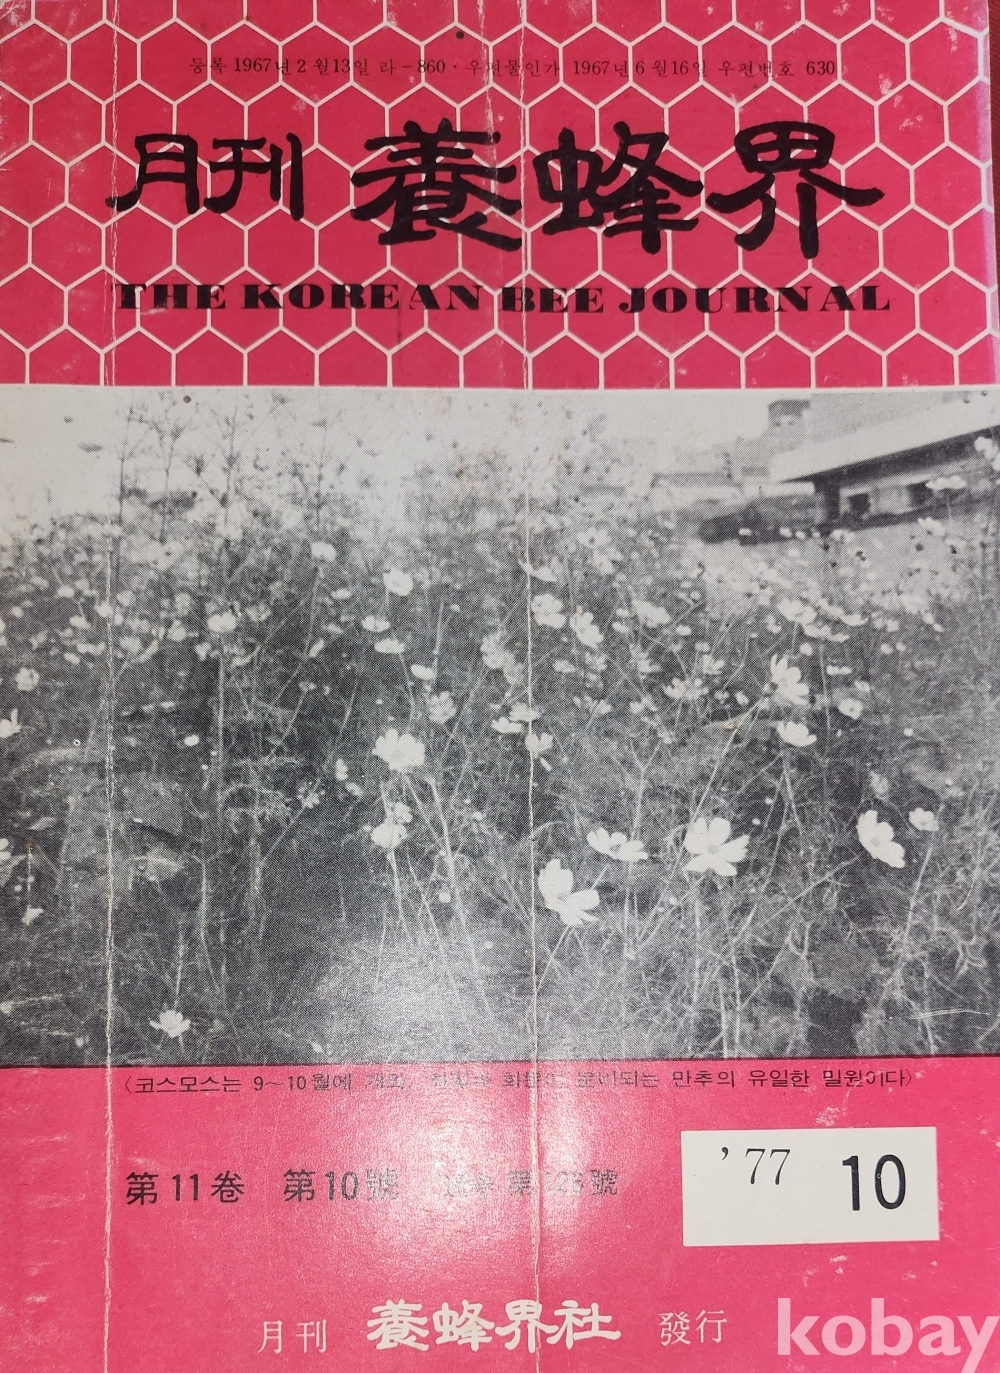 등록 1967년 2월13일 라-860·우편물인가 1967년 6월16일 우편번호 630
月刊 養蜂界
THE KOREAN BEE JOURNAL
〈코스모스는 9~10월에 만추의 유일한 밀원이다〉
第11卷 第10號 第 號
'77 10
月刊 養蜂界社 發行
kobay